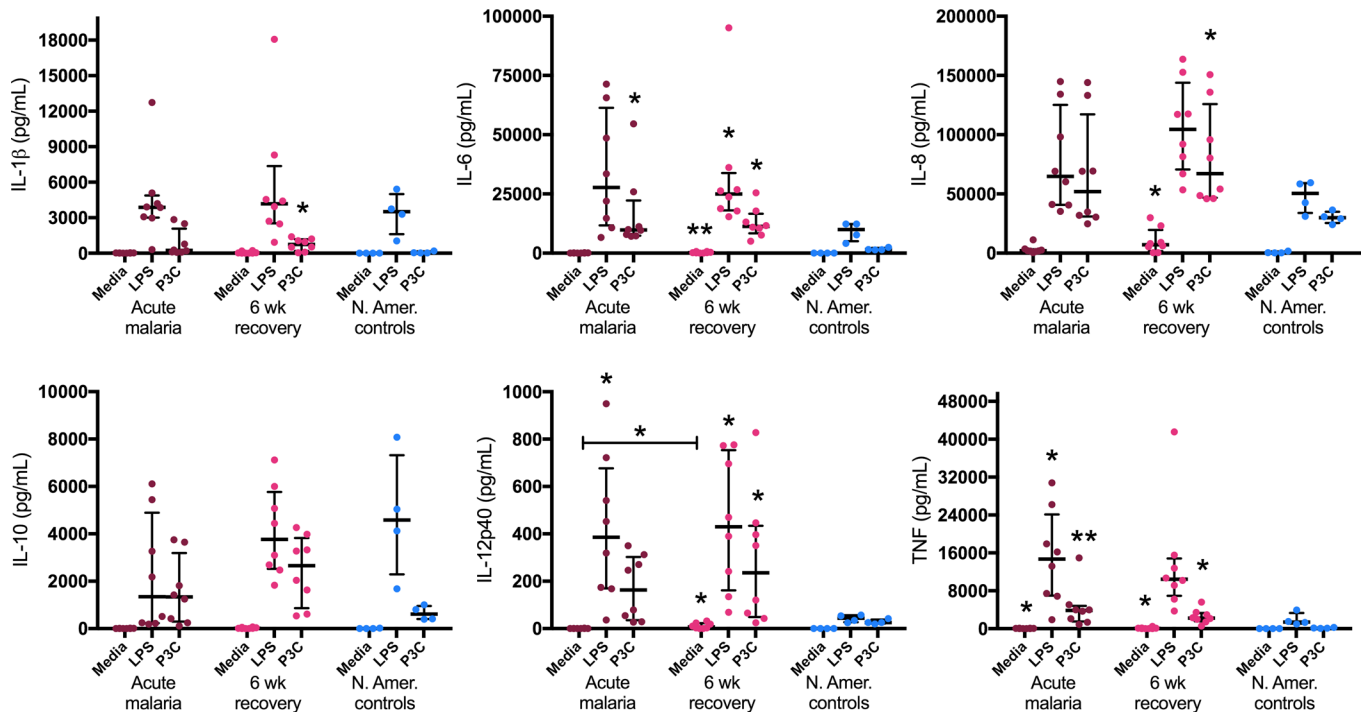 IL-1β (pg/mL)
18000
15000
12000
9000
6000
3000
0
Media LPS P3C Media LPS P3C Media LPS P3C
Acute malaria
6 wk recovery
N. Amer. controls
*
IL-6 (pg/mL)
100000
75000
50000
25000
0
Media LPS P3C Media LPS P3C Media LPS P3C
Acute malaria
6 wk recovery
N. Amer. controls
* ** * *
IL-8 (pg/mL)
200000
150000
100000
50000
0
Media LPS P3C Media LPS P3C Media LPS P3C
Acute malaria
6 wk recovery
N. Amer. controls
* *
IL-10 (pg/mL)
10000
8000
6000
4000
2000
0
Media LPS P3C Media LPS P3C Media LPS P3C
Acute malaria
6 wk recovery
N. Amer. controls
IL-12p40 (pg/mL)
1000
800
600
400
200
0
Media LPS P3C Media LPS P3C Media LPS P3C
Acute malaria
6 wk recovery
N. Amer. controls
* * * * *
TNF (pg/mL)
48000
40000
32000
24000
16000
8000
0
Media LPS P3C Media LPS P3C Media LPS P3C
Acute malaria
6 wk recovery
N. Amer. controls
* * ** * *